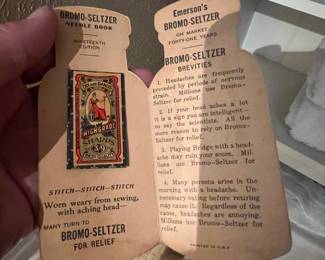 BROMO-SELTZER
NEEDLE BOOK
NINETEENTH
EDITION
HIGH GRADE
SHARPS
STITCH—STITCH—STITCH
Worn weary from sewing,
with aching head—
MANY TURN TO
BROMO-SELTZER
FOR RELIEF
Emerson's
BROMO-SELTZER
ON MARKET
FORTY-ONE YEARS
BROMO-SELTZER
BREVITIES
1. Headaches are frequently
preceded by periods of nervous
strain. Millions use Bromo-
Seltzer for relief.
2. If your head aches a lot
it is a sign you are intelligent—
so say the scientists. All the
more reason to rely on Bromo-
Seltzer.
3. Playing Bridge with a head-
ache may ruin your score. Mil-
lions use Bromo-Seltzer for
relief.
4. Many persons arise in the
morning with a headache. Un-
necessary eating before retiring
may cause it. Regardless of the
cause, headaches are annoying.
Millions use Bromo-Seltzer for
relief.
PRINTED IN U.S.A.